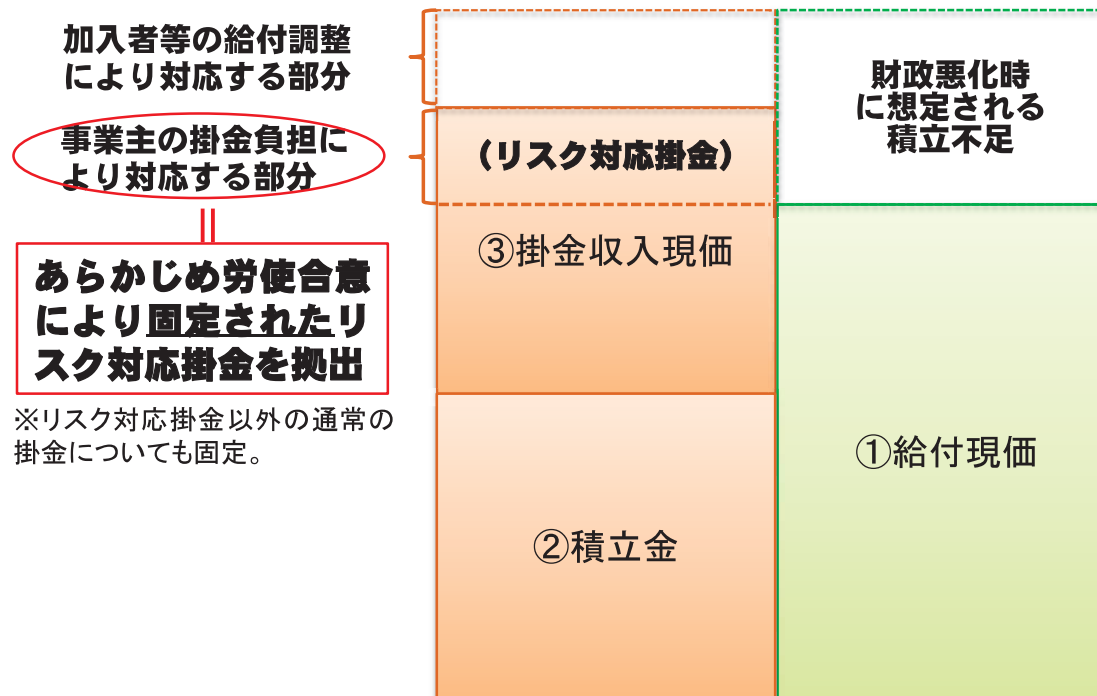 加入者等の給付調整
により対応する部分
事業主の掛金負担に
より対応する部分
あらかじめ労使合意
により固定されたリ
スク対応掛金を拠出
※リスク対応掛金以外の通常の
掛金についても固定。
（リスク対応掛金）
③掛金収入現価
②積立金
財政悪化時
に想定される
積立不足
①給付現価